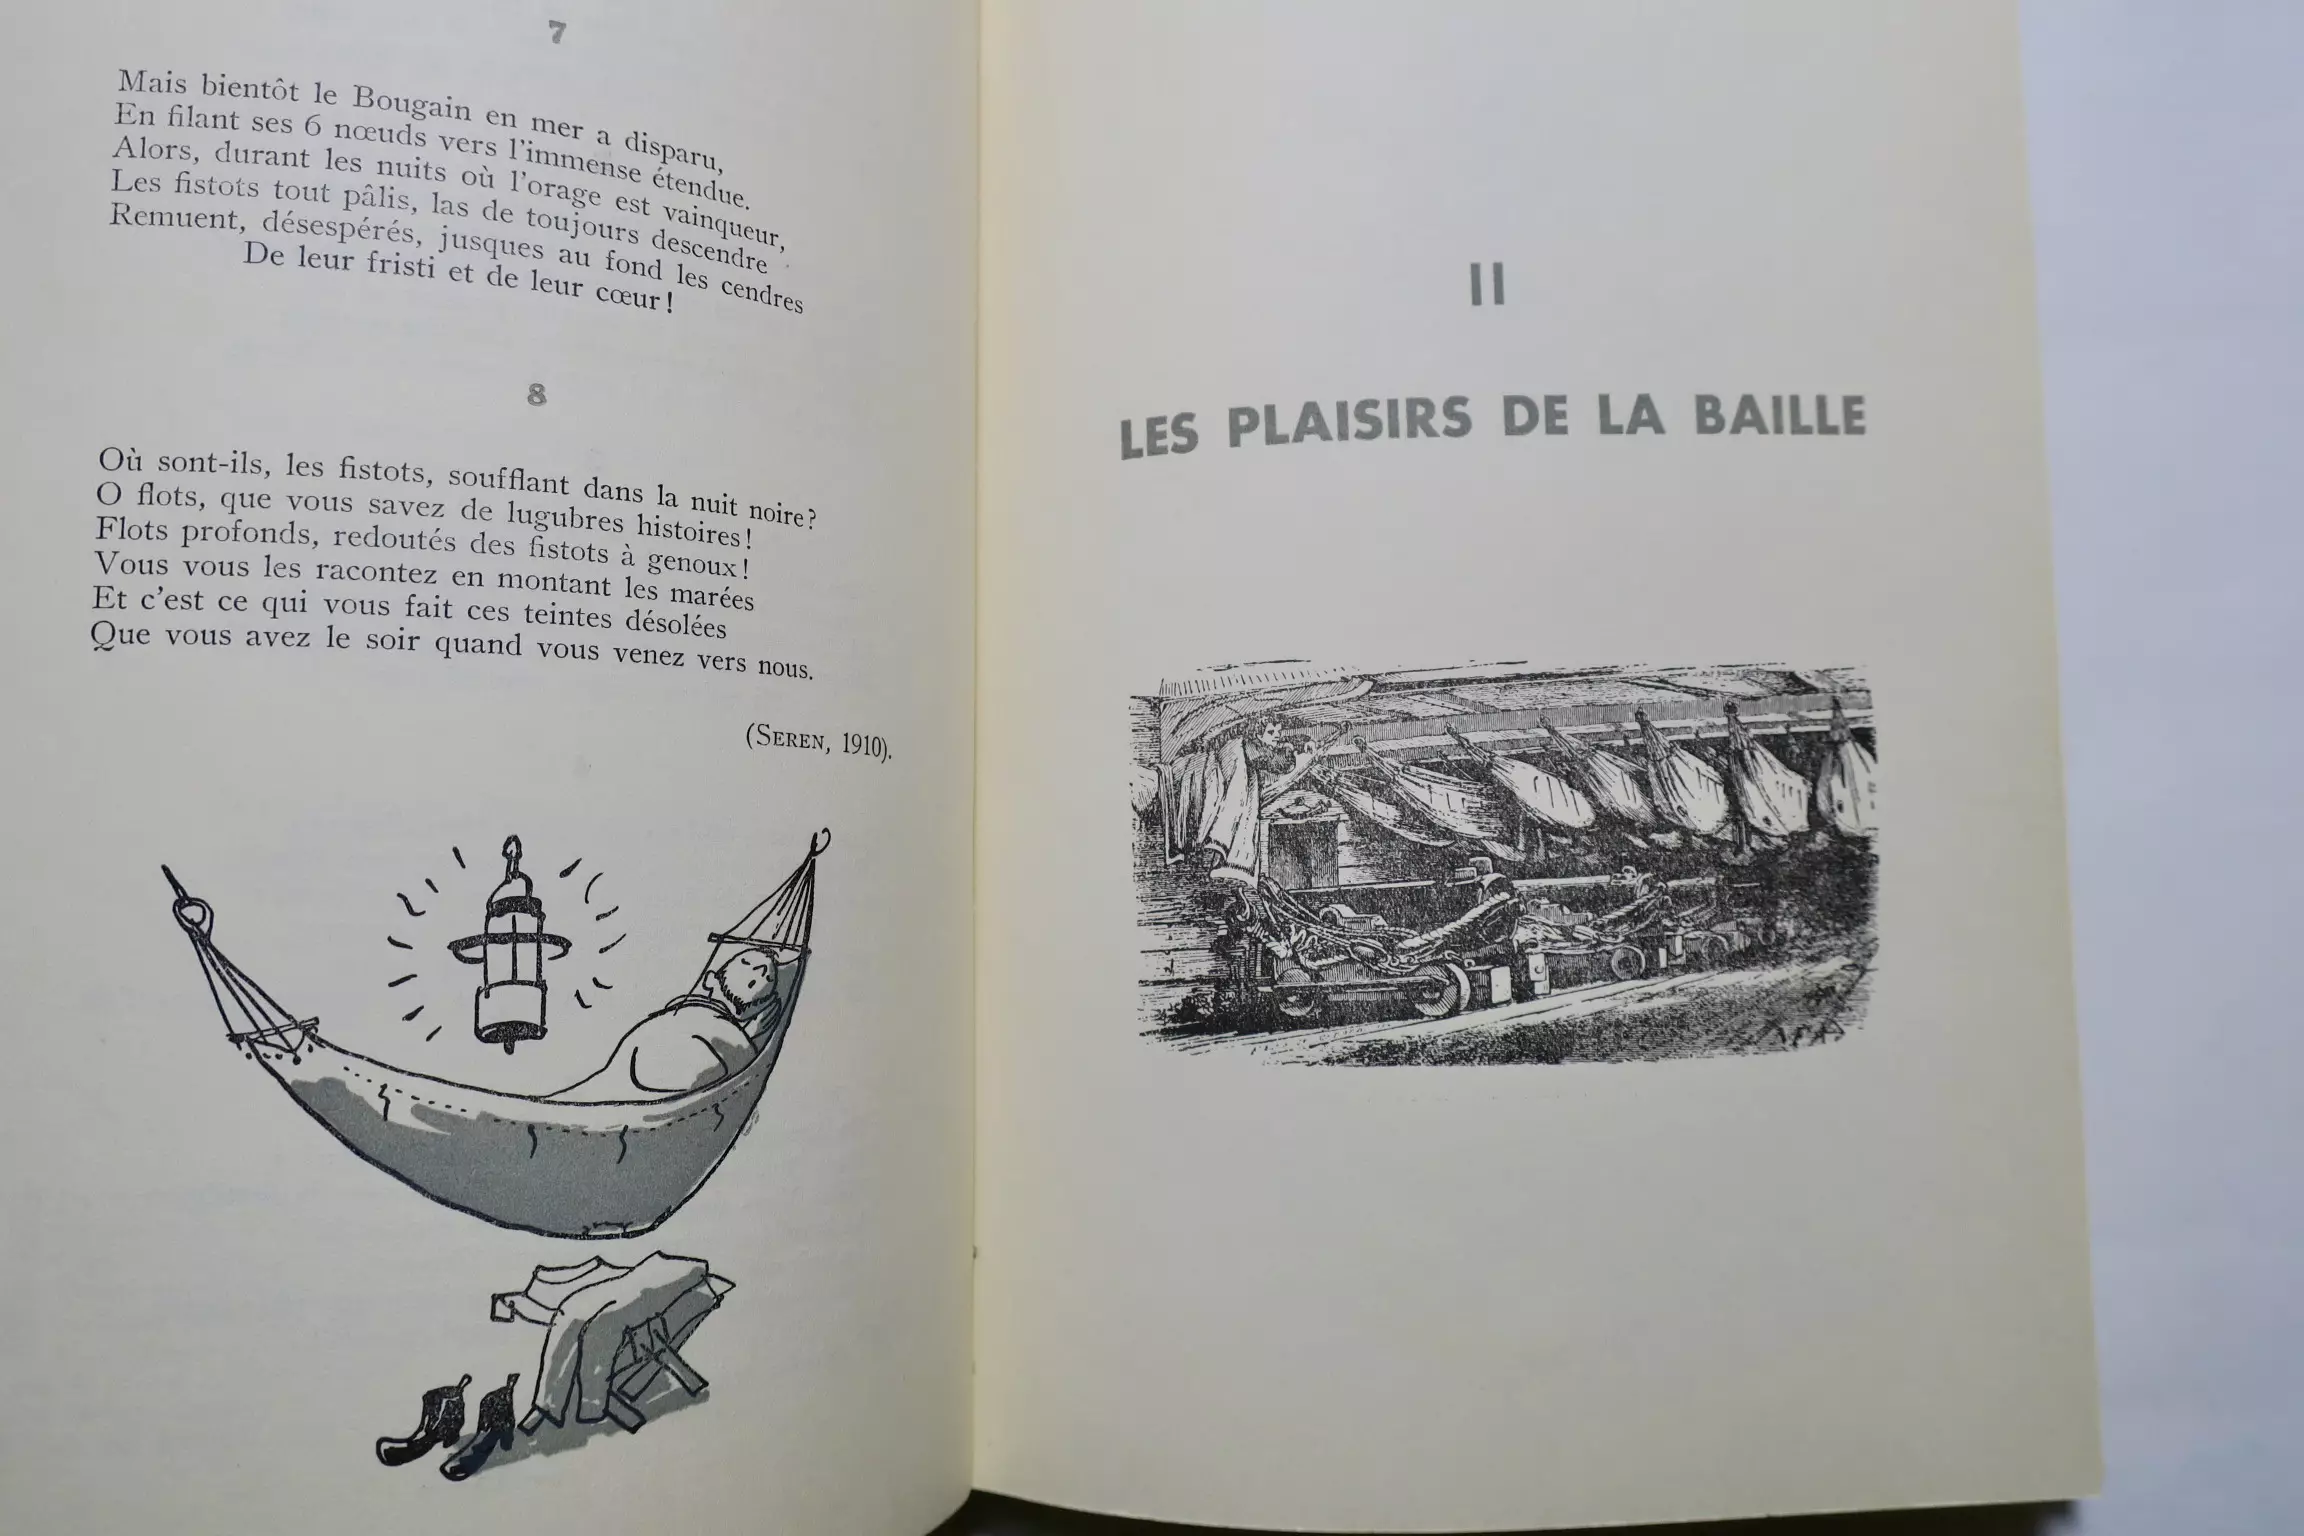 7
Mais bientôt le Bougain en mer a disparu,
En filant ses 6 nœuds vers l'immense étendue.
Alors, durant les nuits où l'orage est vainqueur,
Les fistots tout pâlis, las de toujours descendre
Remuent, désespérés, jusques au fond les cendres
De leur fristi et de leur cœur!
8
Où sont-ils, les fistots, soufflant dans la nuit noire?
O flots, que vous savez de lugubres histoires!
Flots profonds, redoutés des fistots à genoux!
Vous vous les racontez en montant les marées
Et c'est ce qui vous fait ces teintes désolées
Que vous avez le soir quand vous venez vers nous.
(SEREN, 1910).
II
LES PLAISIRS DE LA BAILLE